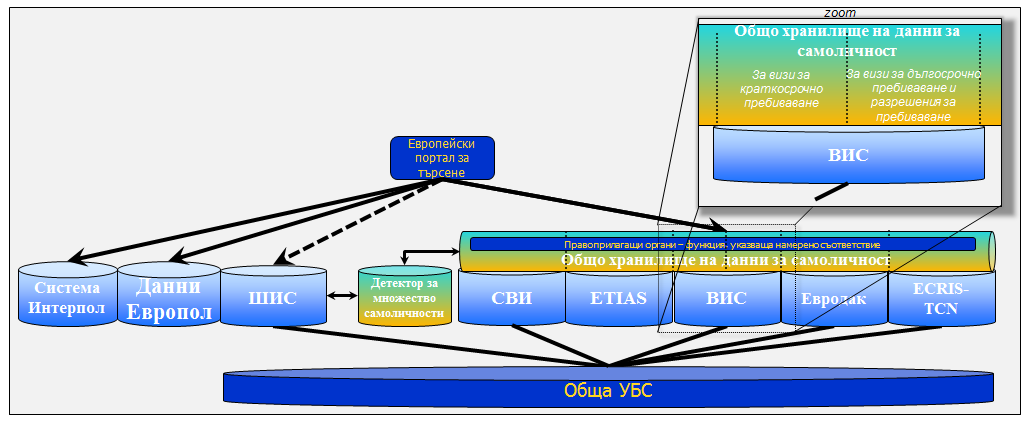 zoom
Общо хранилище на данни за
самоличност
За визи за
краткосрочно
пребиваване
За визи за дългосрочно
пребиваване и
разрешения за
пребиваване
ВИС
Европейски
портал за
търсене
Правоприлагащи органи – функция, указваща намерено съответствие
Общо хранилище на данни за самоличност
Система
Интерпол
Данни
Европол
ШИС
Детектор за
множество
самоличности
СВИ
ETIAS
ВИС
Евродак
ECRIS-
TCN
Обща УБС